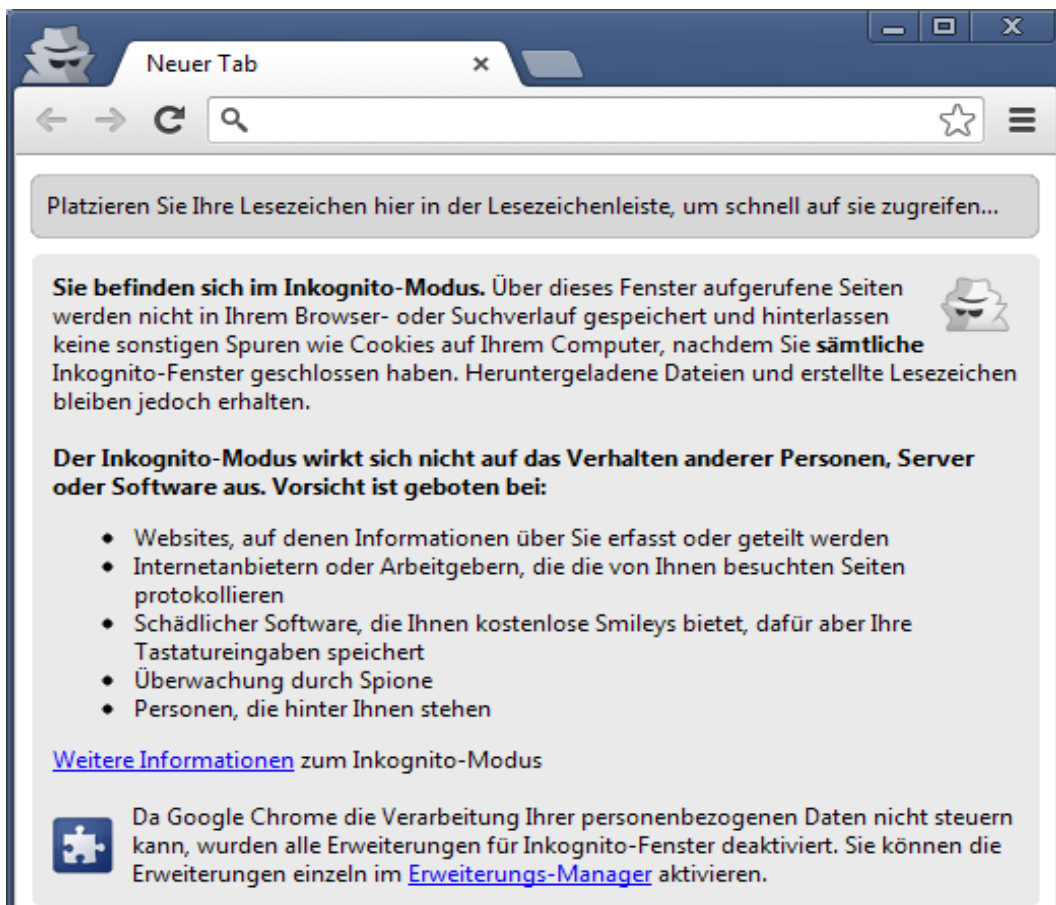 Neuer Tab
Platzieren Sie Ihre Lesezeichen hier in der Lesezeichenleiste, um schnell auf sie zugreifen...
Sie befinden sich im Inkognito-Modus. Über dieses Fenster aufgerufene Seiten
werden nicht in Ihrem Browser- oder Suchverlauf gespeichert und hinterlassen
keine sonstigen Spuren wie Cookies auf Ihrem Computer, nachdem Sie sämtliche
Inkognito-Fenster geschlossen haben. Heruntergeladene Dateien und erstellte Lesezeichen
bleiben jedoch erhalten.
Der Inkognito-Modus wirkt sich nicht auf das Verhalten anderer Personen, Server
oder Software aus. Vorsicht ist geboten bei:
• Websites, auf denen Informationen über Sie erfasst oder geteilt werden
• Internetanbietern oder Arbeitgebern, die die von Ihnen besuchten Seiten
protokollieren
• Schädlicher Software, die Ihnen kostenlose Smileys bietet, dafür aber Ihre
Tastatureingaben speichert
• Überwachung durch Spione
• Personen, die hinter Ihnen stehen
Weitere Informationen zum Inkognito-Modus
Da Google Chrome die Verarbeitung Ihrer personenbezogenen Daten nicht steuern
kann, wurden alle Erweiterungen für Inkognito-Fenster deaktiviert. Sie können die
Erweiterungen einzeln im Erweiterungs-Manager aktivieren.